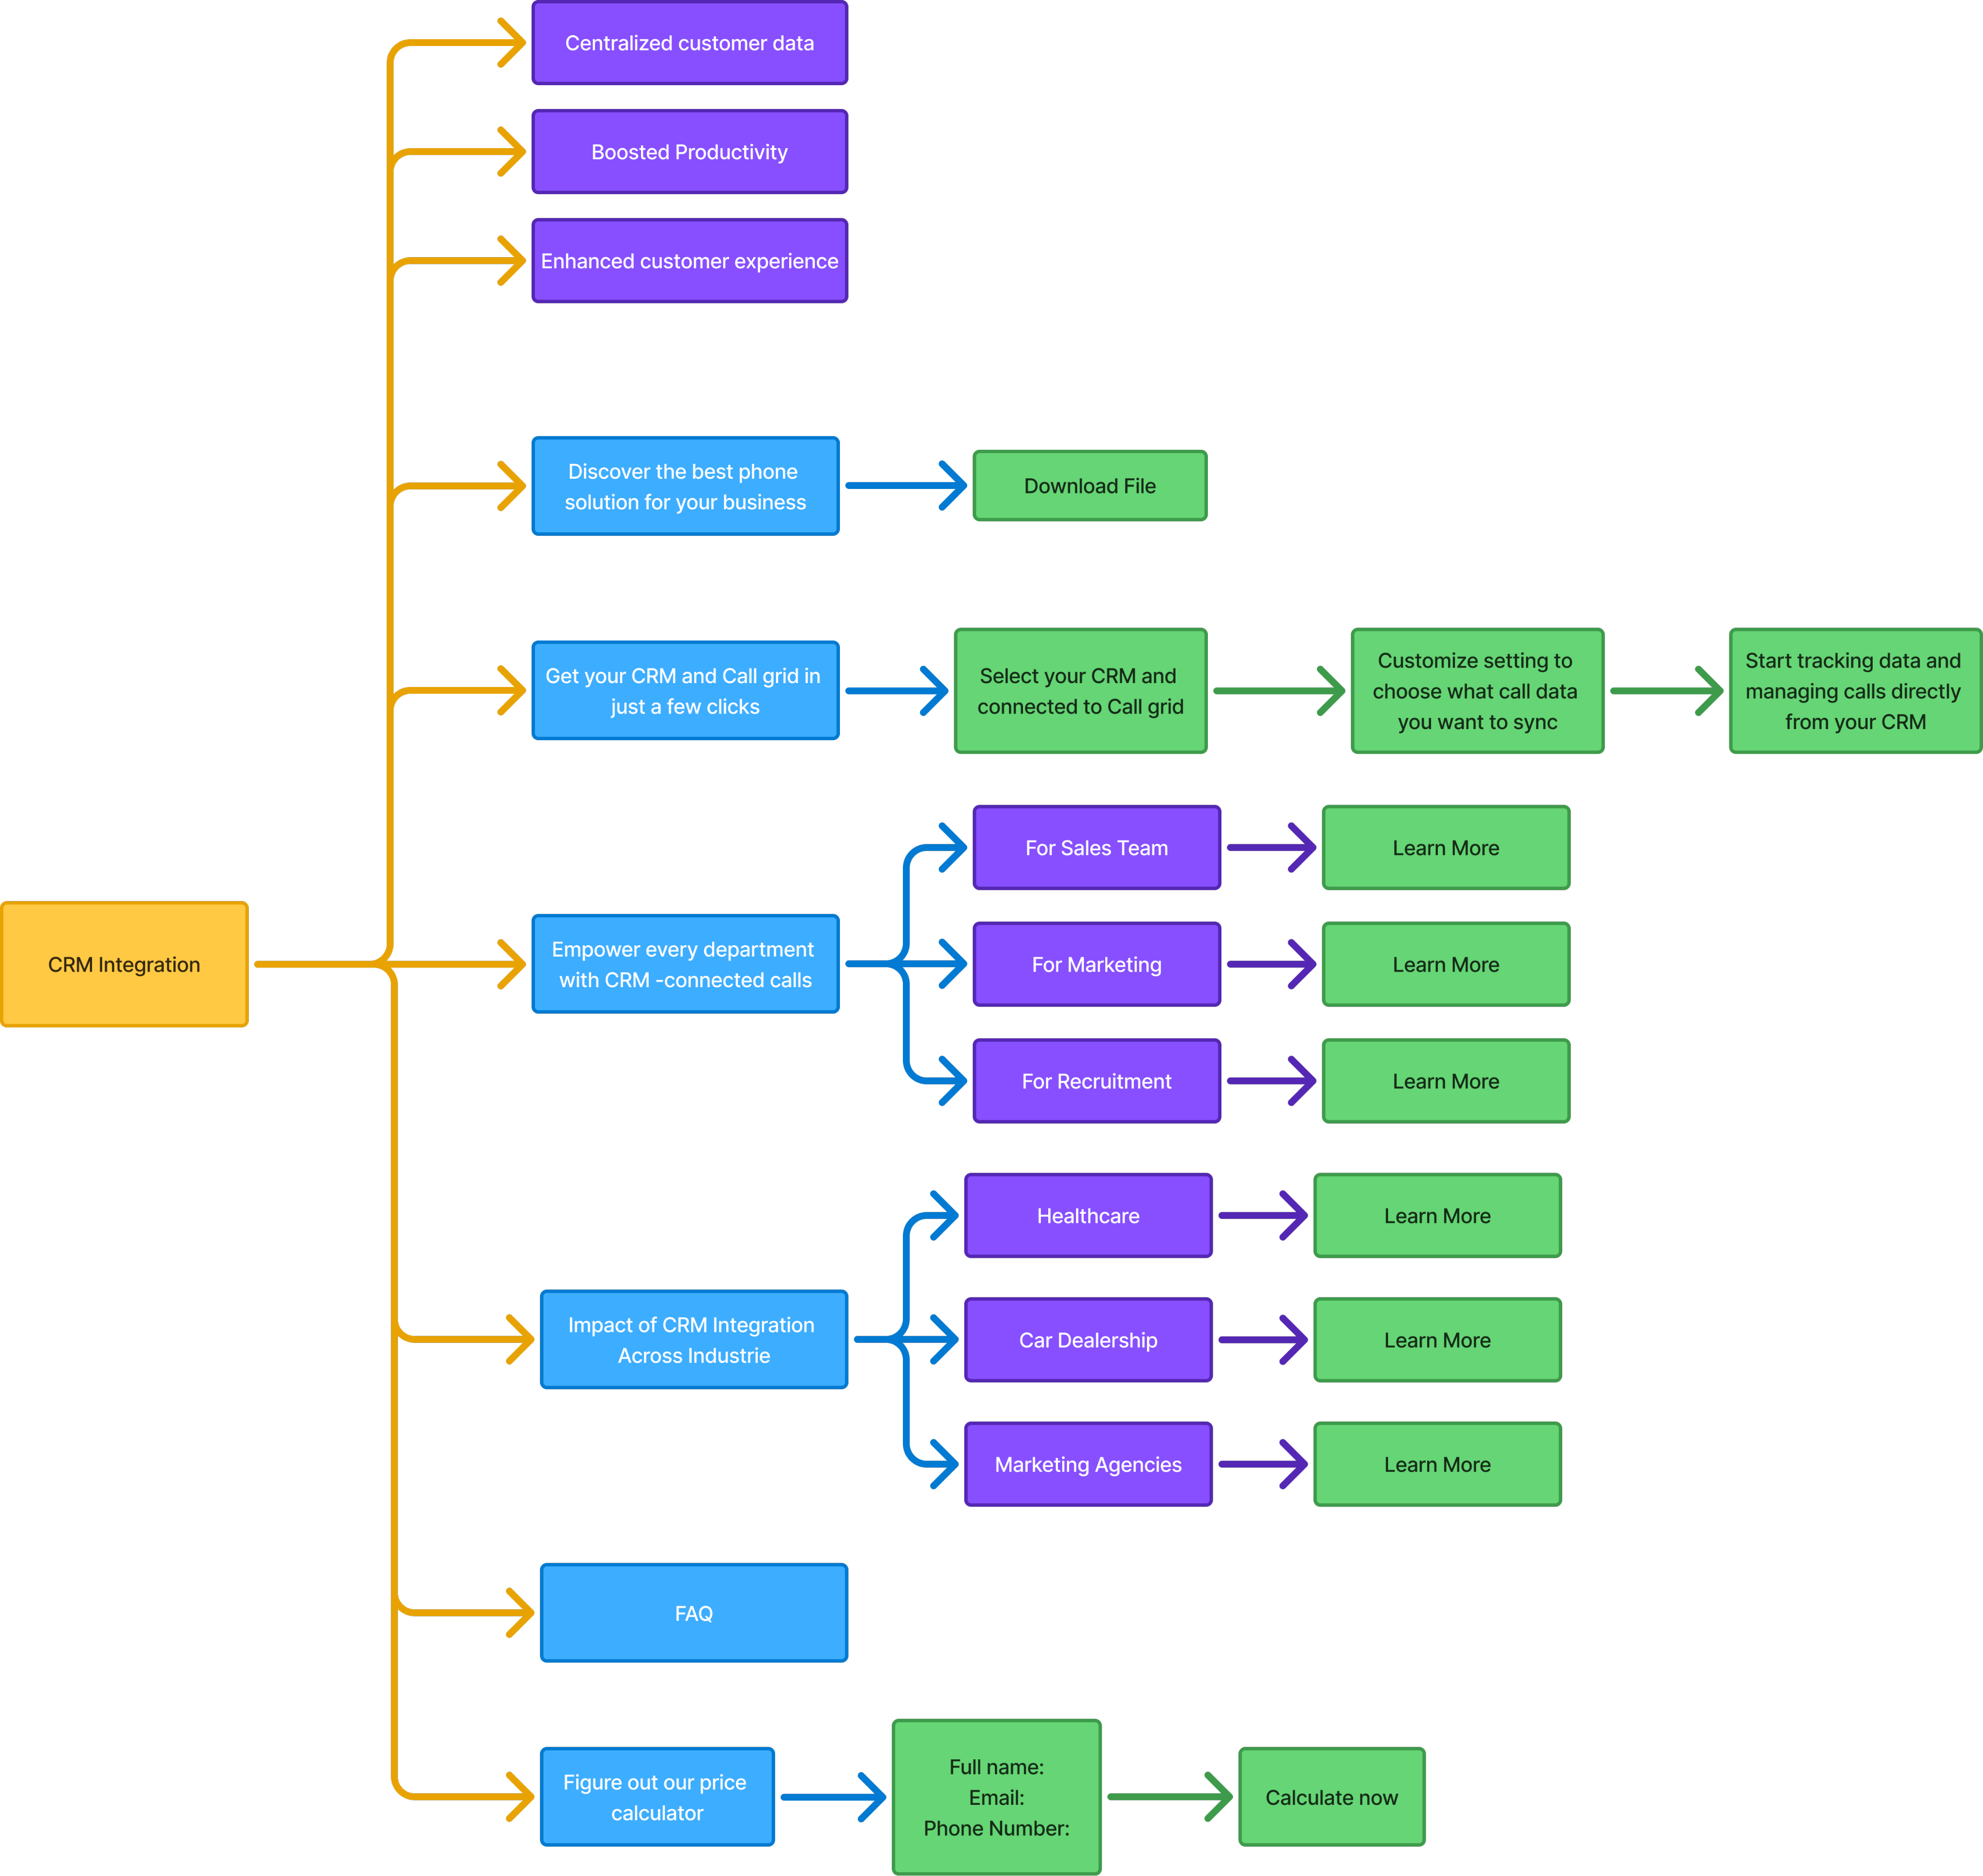 Centralized customer data
Boosted Productivity
Enhanced customer experience
Discover the best phone
solution for your business
Download File
Get your CRM and Call grid in
just a few clicks
Select your CRM and
connected to Call grid
Customize setting to
choose what call data
you want to sync
Start tracking data and
managing calls directly
from your CRM
CRM Integration
Empower every department
with CRM -connected calls
For Sales Team
Learn More
For Marketing
Learn More
For Recruitment
Learn More
Impact of CRM Integration
Across Industrie
Healthcare
Learn More
Car Dealership
Learn More
Marketing Agencies
Learn More
FAQ
Figure out our price
calculator
Full name:
Email:
Phone Number:
Calculate now